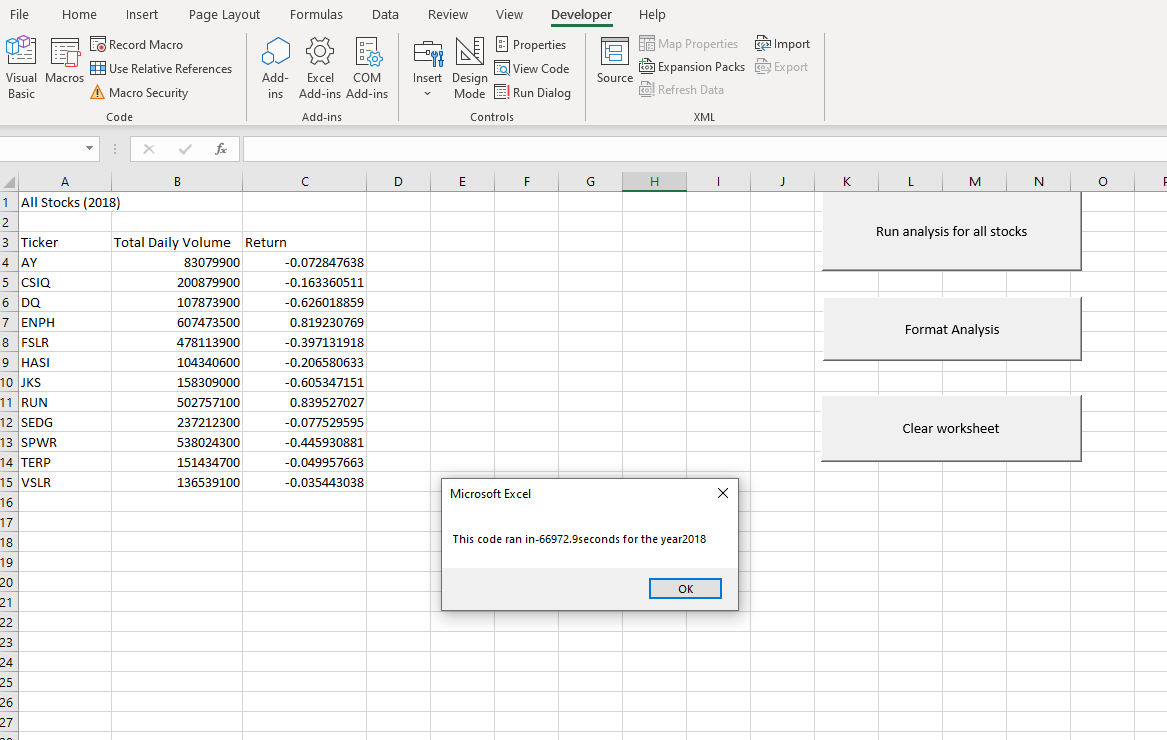 File Home Insert Page Layout Formulas Data Review View Developer Help
Visual Basic
Macros
Record Macro
Use Relative References
Macro Security
Code
Add-ins
Excel Add-ins
COM Add-ins
Add-ins
Insert
Design Mode
Properties
View Code
Run Dialog
Controls
Source
Map Properties
Expansion Packs
Refresh Data
Import
Export
XML
fx
A B C D E F G H I J K L M N O
1 All Stocks (2018)
2
3 Ticker Total Daily Volume Return
4 AY 83079900 -0.072847638
5 CSIQ 200879900 -0.163360511
6 DQ 107873900 -0.626018859
7 ENPH 607473500 0.819230769
8 FSLR 478113900 -0.397131918
9 HASI 104340600 -0.206580633
10 JKS 158309000 -0.605347151
11 RUN 502757100 0.839527027
12 SEDG 237212300 -0.077529595
13 SPWR 538024300 -0.445930881
14 TERP 151434700 -0.049957663
15 VSLR 136539100 -0.035443038
16
17
18
19
20
21
22
23
24
25
26
27
Run analysis for all stocks
Format Analysis
Clear worksheet
Microsoft Excel
This code ran in-66972.9seconds for the year2018
OK